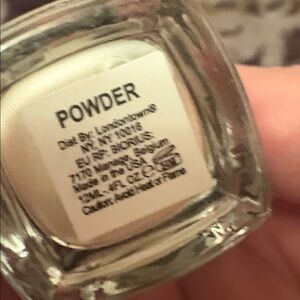 POWDER
Dist By: Londontown®
NY, NY 10016
EU RP: BIORIUS:
7170 Manage, Belgium
Made in the USA
12ML-.4FL OZ
Caution: Avoid Heat or Flame